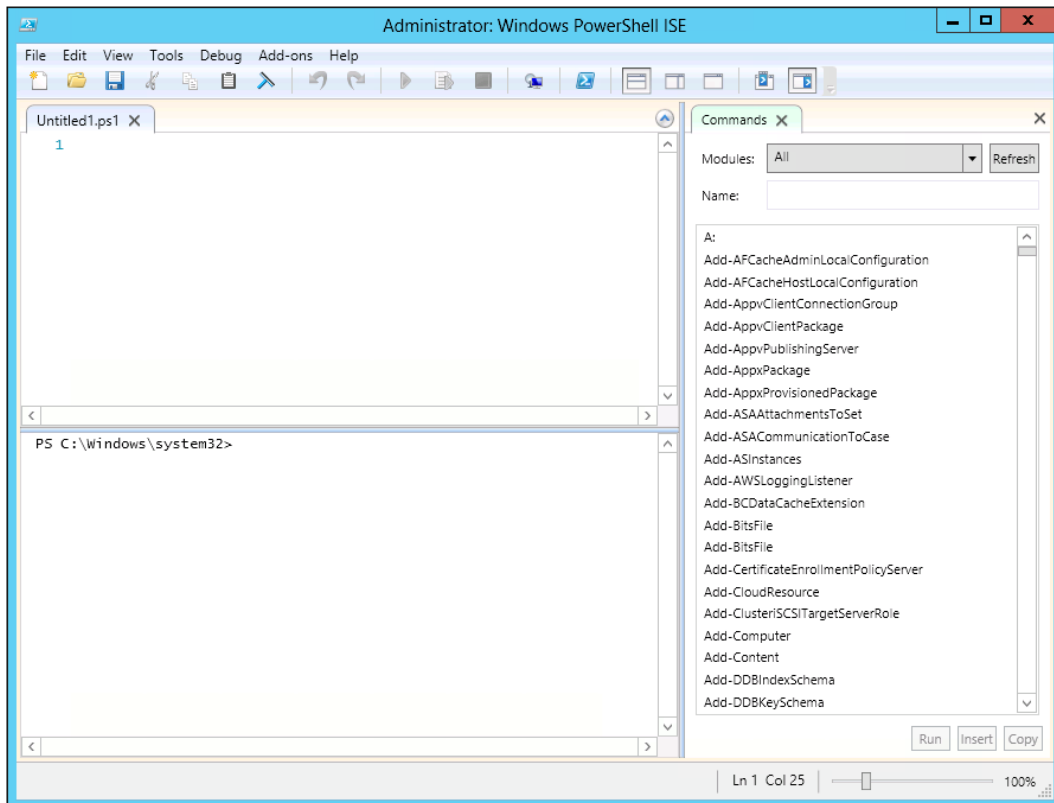 Administrator: Windows PowerShell ISE
File Edit View Tools Debug Add-ons Help
Untitled1.ps1
1
PS C:\Windows\system32>
Commands
Modules: All Refresh
Name:
A:
Add-AFCacheAdminLocalConfiguration
Add-AFCacheHostLocalConfiguration
Add-AppvClientConnectionGroup
Add-AppvClientPackage
Add-AppvPublishingServer
Add-AppxPackage
Add-AppxProvisionedPackage
Add-ASAAttachmentsToSet
Add-ASACommunicationToCase
Add-ASInstances
Add-AWSLoggingListener
Add-BCDataCacheExtension
Add-BitsFile
Add-BitsFile
Add-CertificateEnrollmentPolicyServer
Add-CloudResource
Add-ClusteriSCSITargetServerRole
Add-Computer
Add-Content
Add-DDBIndexSchema
Add-DDBKeySchema
Run Insert Copy
Ln 1 Col 25 100%